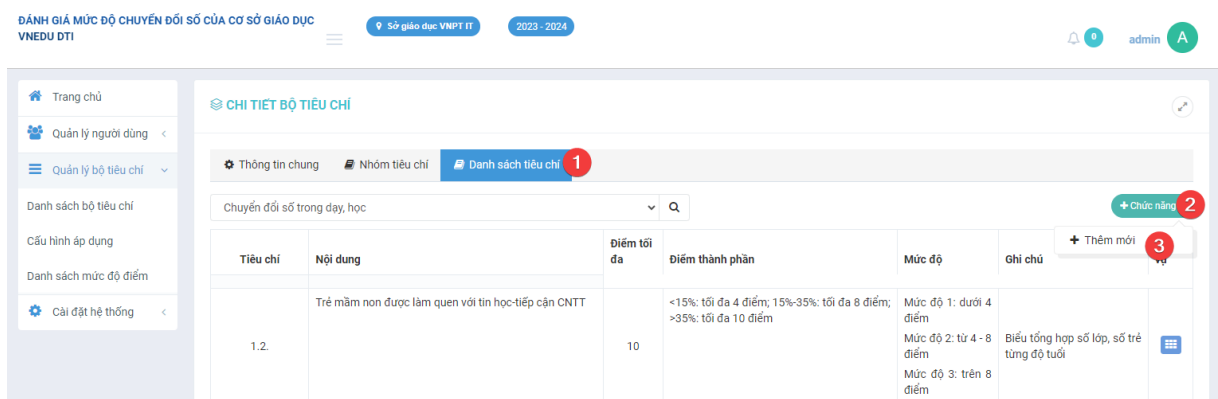 ĐÁNH GIÁ MỨC ĐỘ CHUYỂN ĐỔI SỐ CỦA CƠ SỞ GIÁO DỤC
VNEDU DTI
Sở giáo dục VNPT IT
2023 - 2024
0
admin
A
Trang chủ
Quản lý người dùng
Quản lý bộ tiêu chí
Danh sách bộ tiêu chí
Cấu hình áp dụng
Danh sách mức độ điểm
Cài đặt hệ thống
CHI TIẾT BỘ TIÊU CHÍ
Thông tin chung
Nhóm tiêu chí
Danh sách tiêu chí
1
Chuyển đổi số trong dạy, học
+ Chức năng
2
+ Thêm mới
3
Tiêu chí
Nội dung
Điểm tối
đa
Điểm thành phần
Mức độ
Ghi chú
vụ
1.2.
Trẻ mầm non được làm quen với tin học-tiếp cận CNTT
10
<15%: tối đa 4 điểm; 15%-35%: tối đa 8 điểm;
>35%: tối đa 10 điểm
Mức độ 1: dưới 4
điểm
Mức độ 2: từ 4 - 8
điểm
Mức độ 3: trên 8
điểm
Biểu tổng hợp số lớp, số trẻ
từng độ tuổi